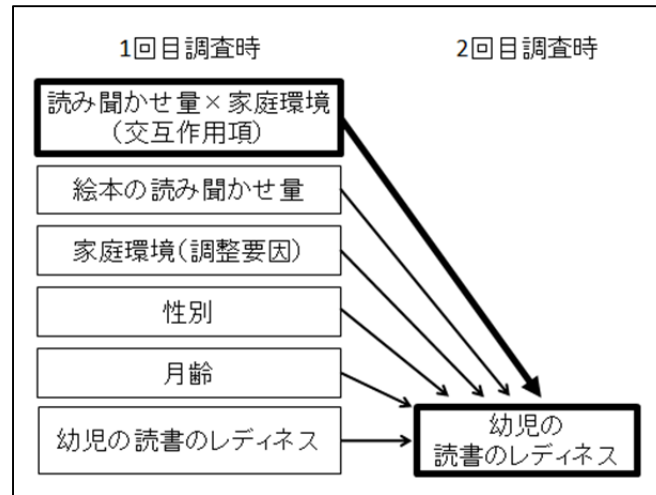 1回目調査時
2回目調査時
読み聞かせ量×家庭環境
(交互作用項)
絵本の読み聞かせ量
家庭環境(調整要因)
性別
月齢
幼児の読書のレディネス
幼児の
読書のレディネス